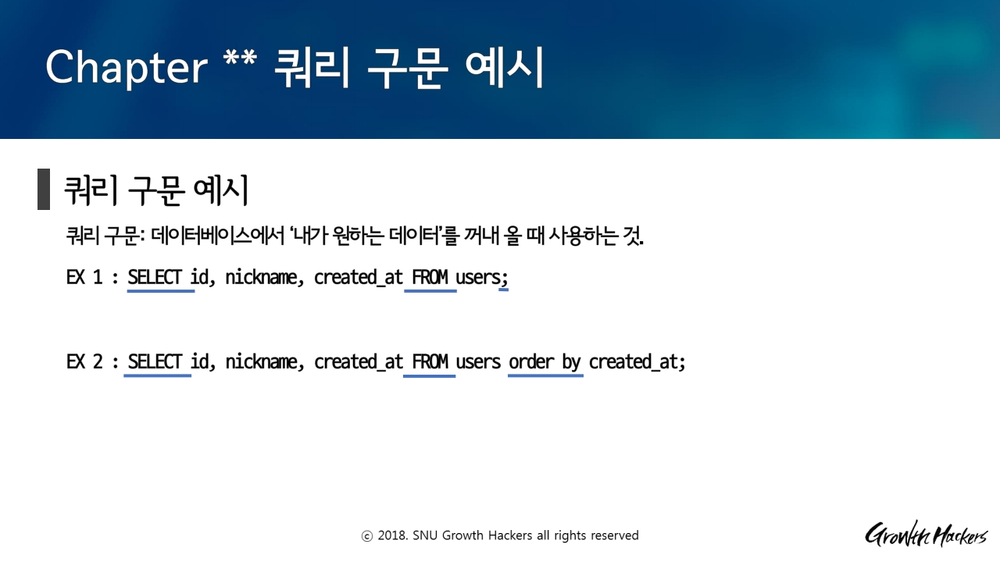 Chapter ** 쿼리 구문 예시
쿼리 구문 예시
쿼리 구문: 데이터베이스에서 ‘내가 원하는 데이터’를 꺼내 올 때 사용하는 것.
EX 1 : SELECT id, nickname, created_at FROM users;
EX 2 : SELECT id, nickname, created_at FROM users order by created_at;
ⓒ 2018. SNU Growth Hackers all rights reserved
Growth Hackers